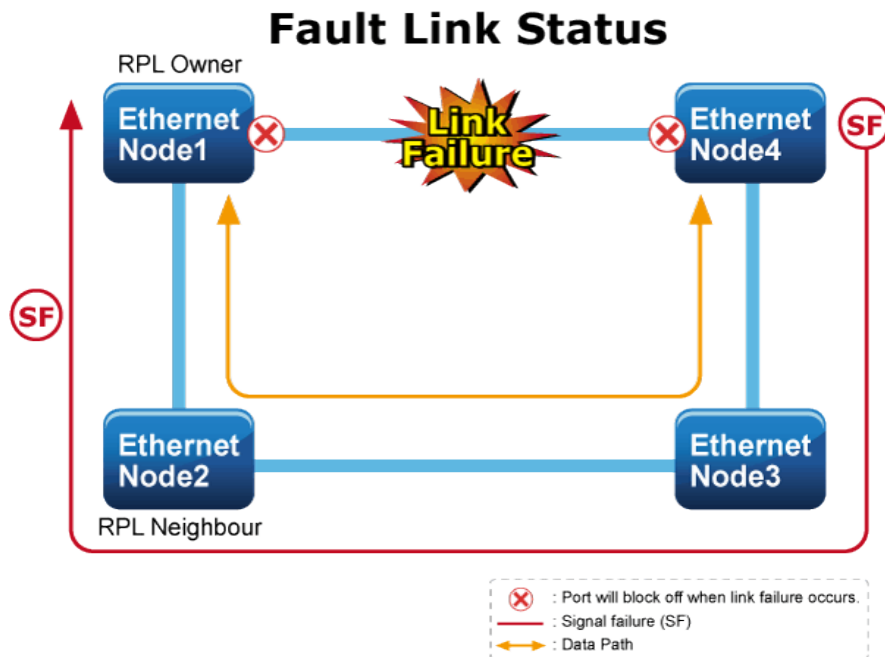 Fault Link Status
RPL Owner
Ethernet
Node1
Link
Failure
Ethernet
Node4
SF
SF
Ethernet
Node2
Ethernet
Node3
RPL Neighbour
: Port will block off when link failure occurs.
: Signal failure (SF)
: Data Path